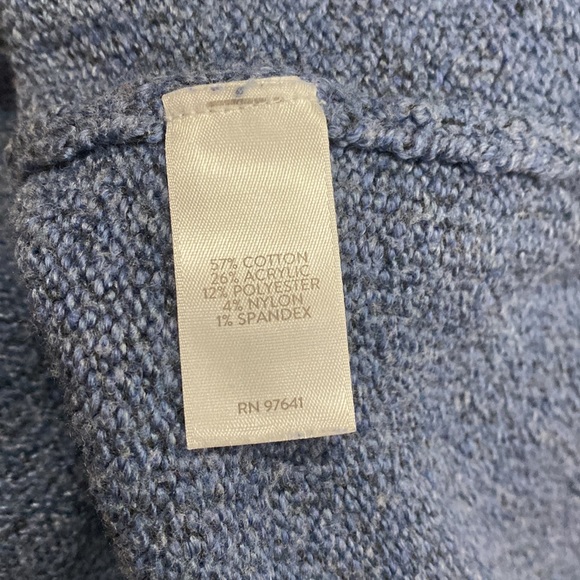 57% COTTON
26% ACRYLIC
12% POLYESTER
4% NYLON
1% SPANDEX
RN 97641